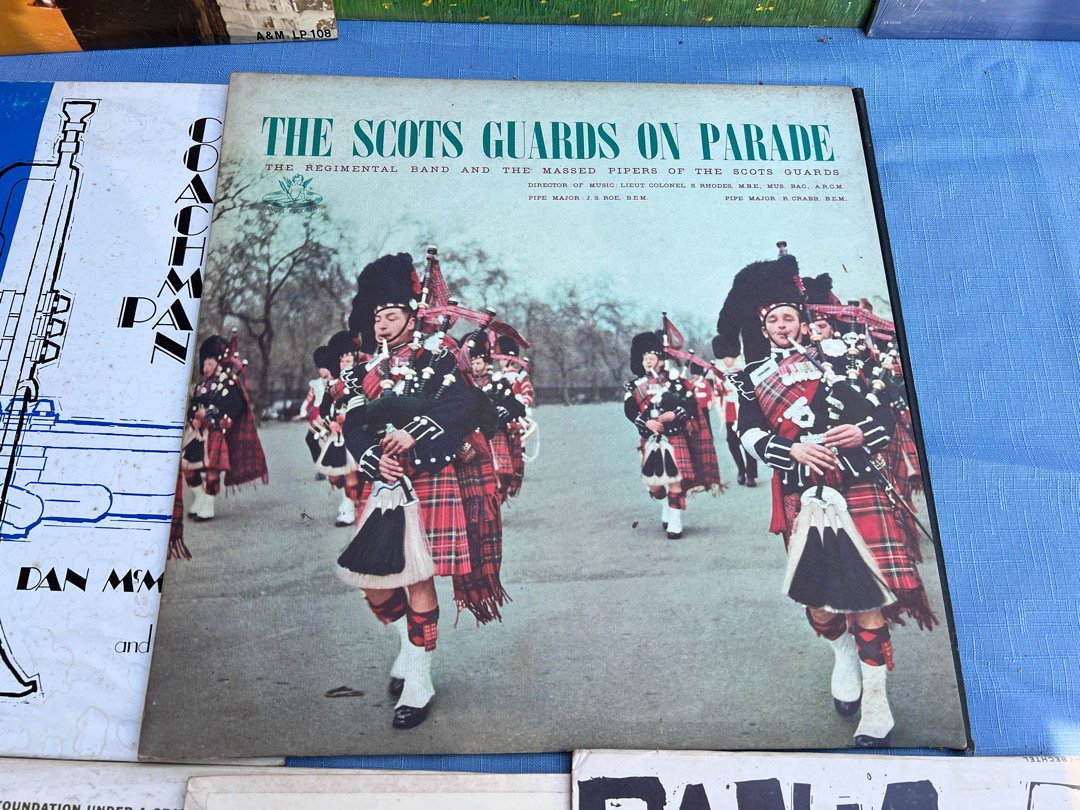 A&M LP 108
THE SCOTS GUARDS ON PARADE
THE REGIMENTAL BAND AND THE MASSED PIPERS OF THE SCOTS GUARDS
DIRECTOR OF MUSIC: LIEUT. COLONEL S. RHODES, M.B.E., MUS. BAC., A.R.C.M.
PIPE MAJOR: J. S. ROE, B.E.M. PIPE MAJOR R. CRABB, B.E.M.
COACHMAN
PAN
DAN McM
and
FOUNDATION UNDER A
BECHTEL